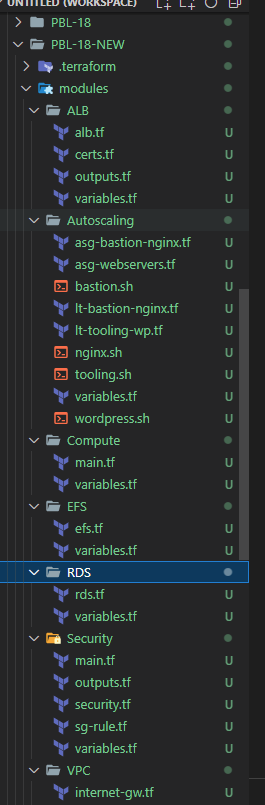 UNTITLED (WORKSPACE)
PBL-18
PBL-18-NEW
.terraform
modules
ALB
alb.tf U
certs.tf U
outputs.tf U
variables.tf U
Autoscaling
asg-bastion-nginx.tf U
asg-webservers.tf U
bastion.sh U
lt-bastion-nginx.tf U
lt-tooling-wp.tf U
nginx.sh U
tooling.sh U
variables.tf U
wordpress.sh U
Compute
main.tf U
variables.tf U
EFS
efs.tf U
variables.tf U
RDS
rds.tf U
variables.tf U
Security
main.tf U
outputs.tf U
security.tf U
sg-rule.tf U
variables.tf U
VPC
internet-gw.tf U